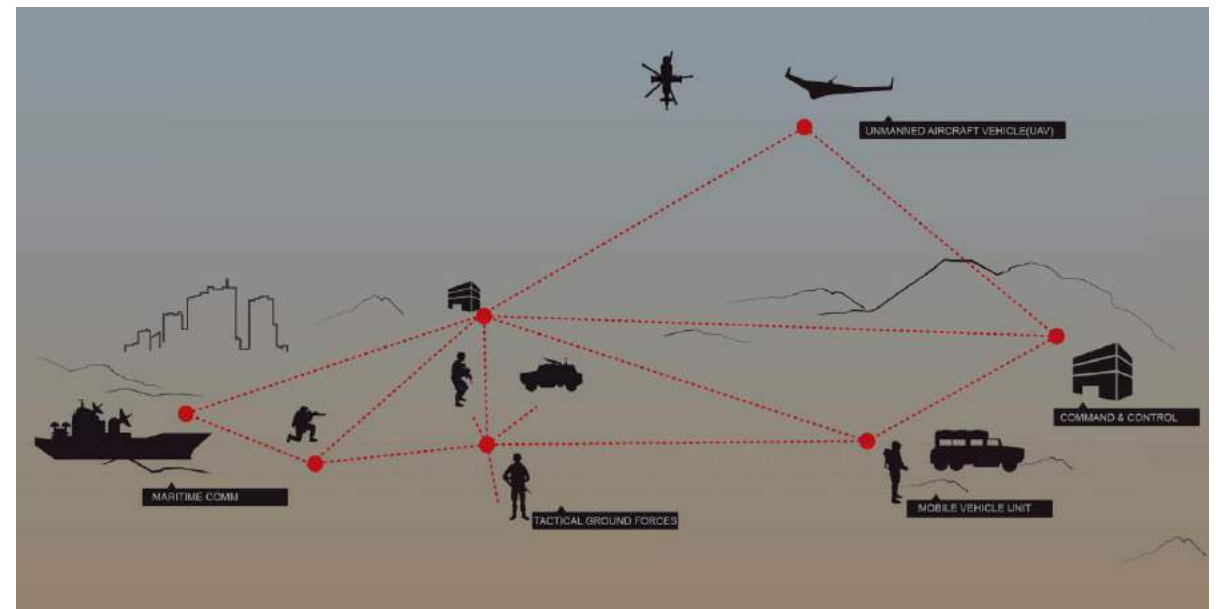 UNMANNED AIRCRAFT VEHICLE(UAV)
COMMAND & CONTROL
MARITIME COMM
MOBILE VEHICLE UNIT
TACTICAL GROUND FORCES